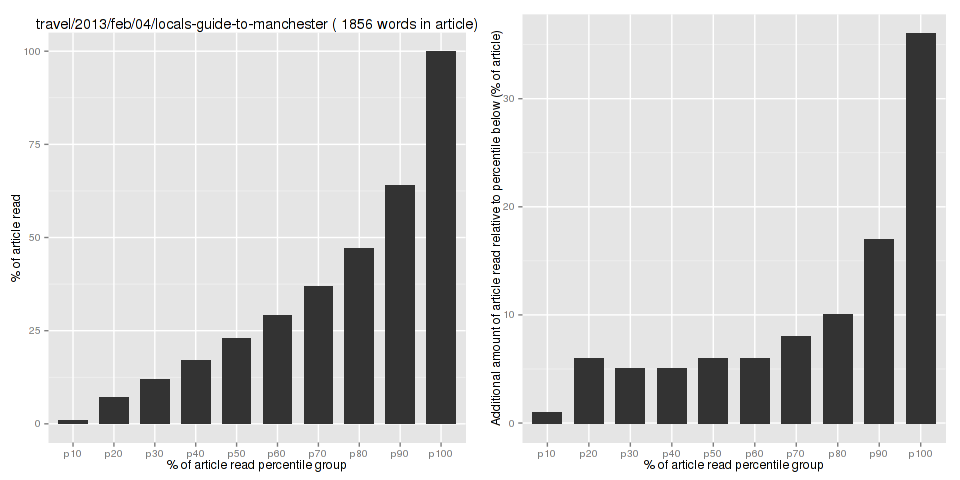 travel/2013/feb/04/locals-guide-to-manchester ( 1856 words in article)
% of article read
100
75
50
25
0
p10 p20 p30 p40 p50 p60 p70 p80 p90 p100
% of article read percentile group
Additional amount of article read relative to percentile below (% of article)
30
20
10
0
p10 p20 p30 p40 p50 p60 p70 p80 p90 p100
% of article read percentile group